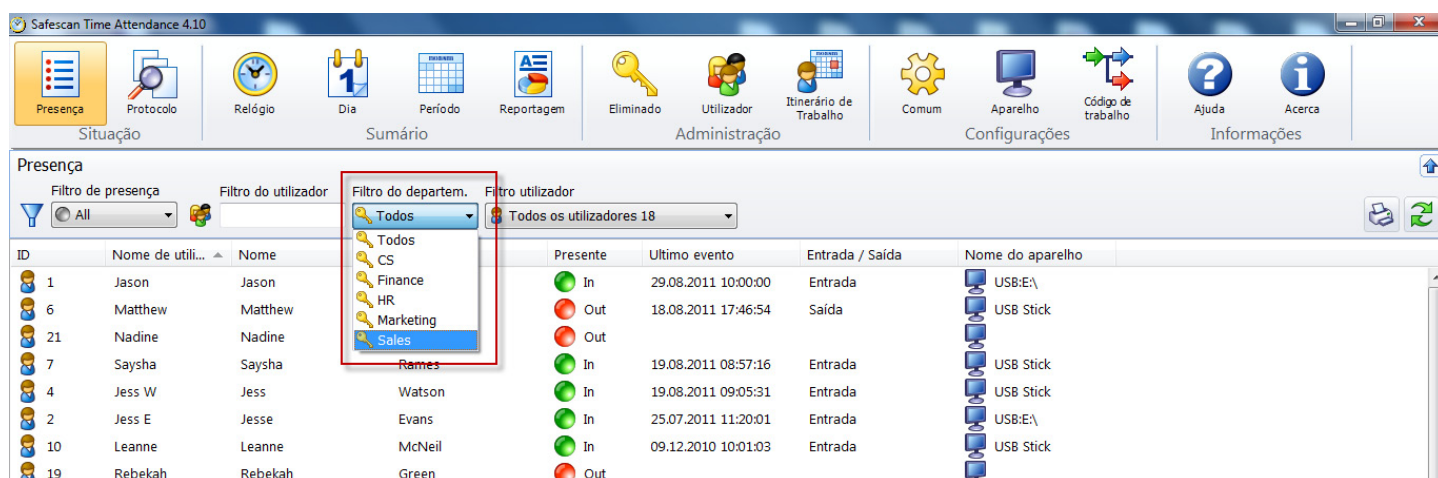 Safescan Time Attendance 4.10
Presença Protocolo Relógio Dia Período Reportagem Eliminado Utilizador Itinerário de Trabalho Comum Aparelho Código de trabalho Ajuda Acerca
Situação Sumário Administração Configurações Informações
Presença
Filtro de presença Filtro do utilizador Filtro do departem. Filtro utilizador
All Todos Todos os utilizadores 18
Todos
CS
Finance
HR
Marketing
Sales
ID Nome de utili... Nome Presente Ultimo evento Entrada / Saída Nome do aparelho
1 Jason Jason In 29.08.2011 10:00:00 Entrada USB:E:\
6 Matthew Matthew Out 18.08.2011 17:46:54 Saída USB Stick
21 Nadine Nadine Out
7 Saysha Saysha Rames In 19.08.2011 08:57:16 Entrada USB Stick
4 Jess W Jess Watson In 19.08.2011 09:05:31 Entrada USB Stick
2 Jess E Jesse Evans In 25.07.2011 11:20:01 Entrada USB:E:\
10 Leanne Leanne McNeil In 09.12.2010 10:01:03 Entrada USB Stick
19 Rebekah Rebekah Green Out